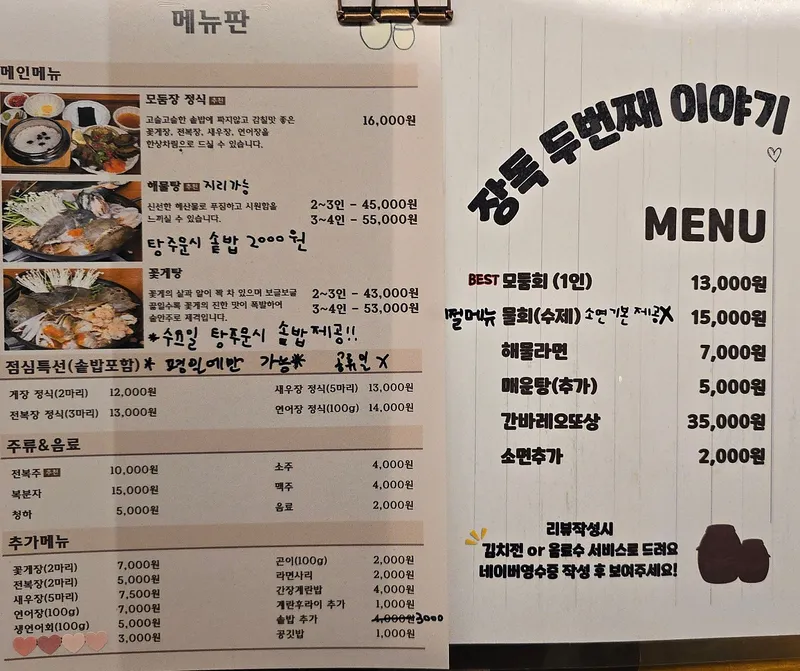 메뉴판
메인메뉴
모둠장 정식 추천
고슬고슬한 솥밥에 짜지않고 감칠맛 좋은
꽃게장, 전복장, 새우장, 연어장을
한상차림으로 드실 수 있습니다.
16,000원
해물탕 추천 지리가능
신선한 해산물로 푸짐하고 시원함을
느끼실 수 있습니다.
2~3인 - 45,000원
3~4인 - 55,000원
탕주문시 솥밥 2000원
꽃게탕
꽃게의 살과 알이 꽉 차 있으며 보글보글
끓일수록 꽃게의 진한 맛이 폭발하여
술안주로 제격입니다.
2~3인 - 43,000원
3~4인 - 53,000원
*수요일 탕주문시 솥밥제공!!
점심특선(솥밥포함)* 평일에만 가능* 공휴일 X
게장 정식(2마리) 12,000원
전복장 정식(3마리) 13,000원
새우장 정식(5마리) 13,000원
연어장 정식(100g) 14,000원
주류&음료
전복주 추천 10,000원
복분자 15,000원
청하 5,000원
소주 4,000원
맥주 4,000원
음료 2,000원
추가메뉴
꽃게장(2마리) 7,000원
전복장(2마리) 5,000원
새우장(5마리) 7,500원
연어장(100g) 7,000원
생연어회(100g) 5,000원
3,000원
곤이(100g) 2,000원
라면사리 2,000원
간장계란밥 4,000원
계란후라이 추가 1,000원
솥밥 추가 4,000원 3000
공깃밥 1,000원
장독 두번째 이야기
MENU
BEST 모둠회 (1인) 13,000원
쩔메뉴 물회(수제) 소면기본 제공X 15,000원
해물라면 7,000원
매운탕(추가) 5,000원
간바레오또상 35,000원
소면추가 2,000원
리뷰작성시
김치전 or 음료수 서비스로 드려요
네이버영수증 작성 후 보여주세요!